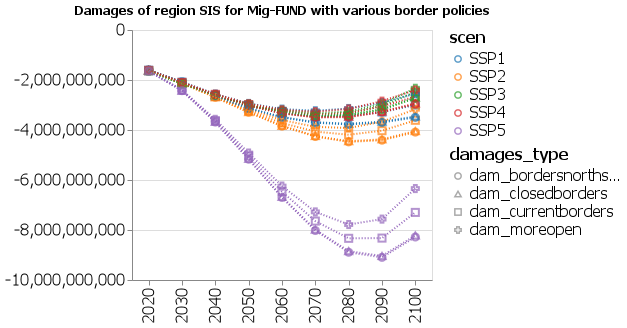 Damages of region SIS for Mig-FUND with various border policies
0
-2,000,000,000
-4,000,000,000
-6,000,000,000
-8,000,000,000
-10,000,000,000
2020
2030
2040
2050
2060
2070
2080
2090
2100
scen
SSP1
SSP2
SSP3
SSP4
SSP5
damages_type
dam_bordersnorths…
dam_closedborders
dam_currentborders
dam_moreopen